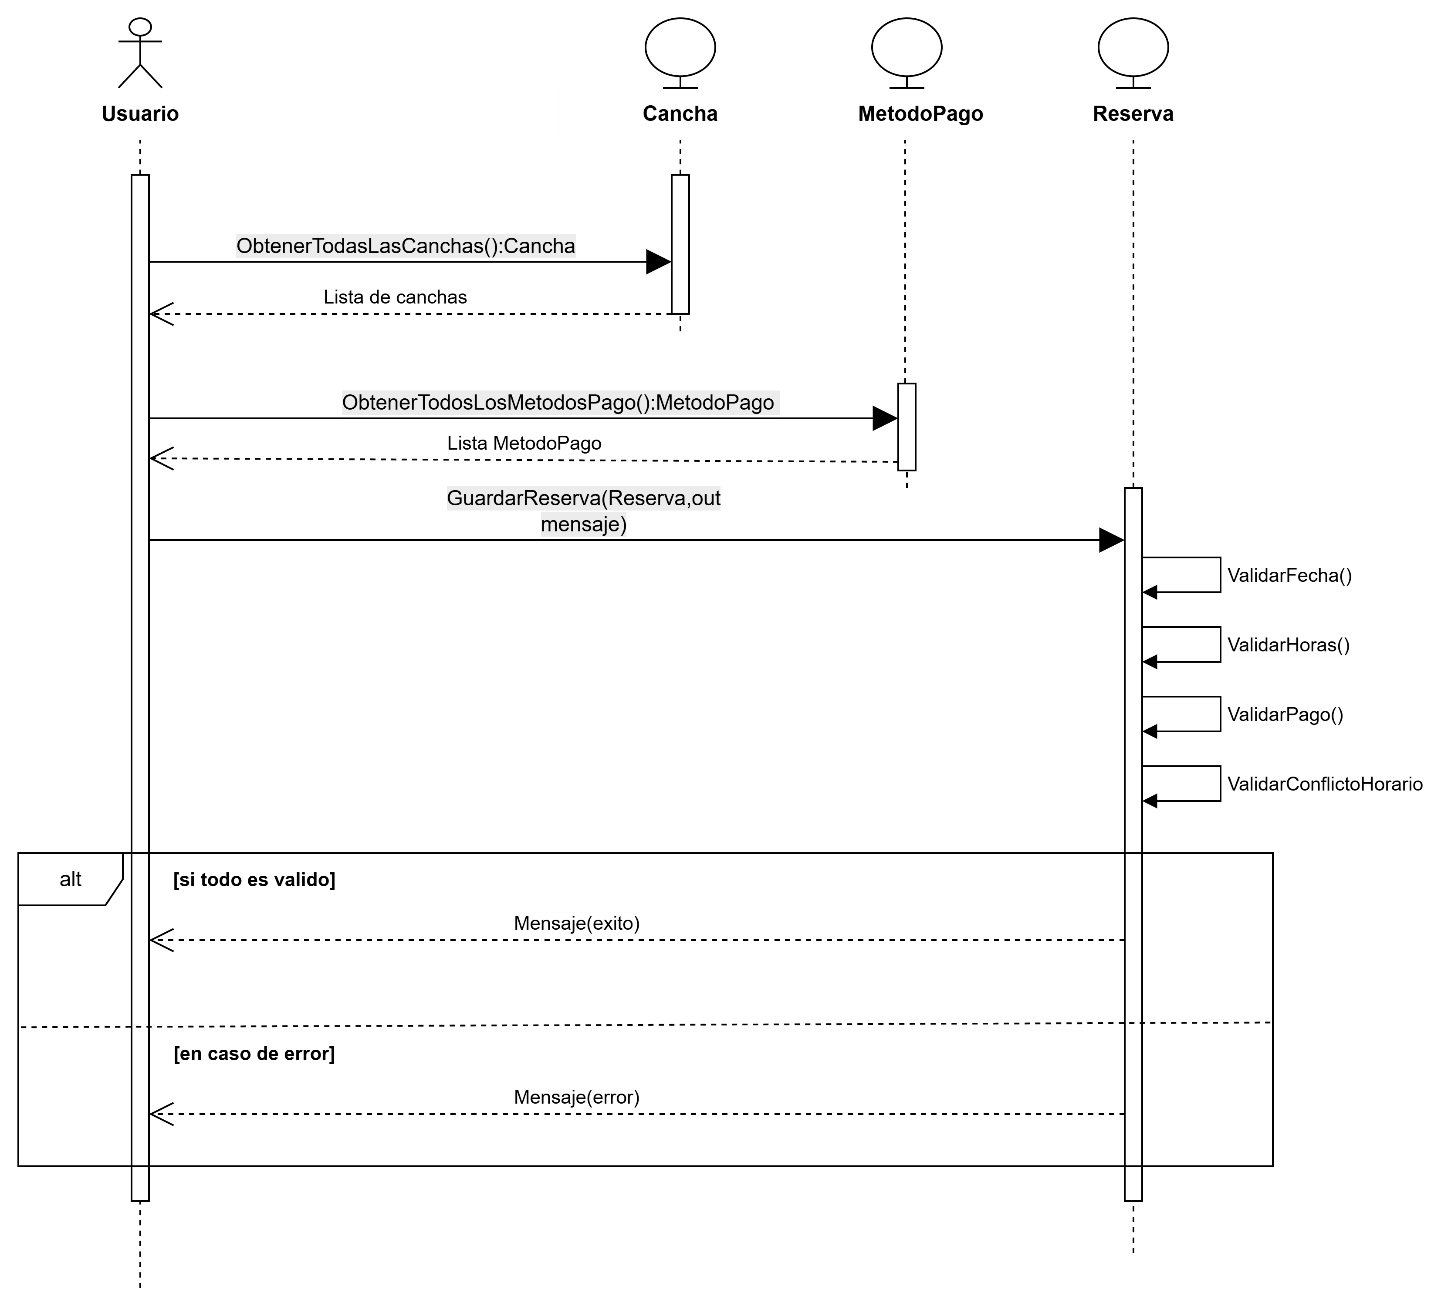 Usuario
Cancha
MetodoPago
Reserva
ObtenerTodasLasCanchas():Cancha
Lista de canchas
ObtenerTodosLosMetodosPago():MetodoPago
Lista MetodoPago
GuardarReserva(Reserva,out
mensaje)
ValidarFecha()
ValidarHoras()
ValidarPago()
ValidarConflictoHorario
alt
[si todo es valido]
Mensaje(exito)
[en caso de error]
Mensaje(error)